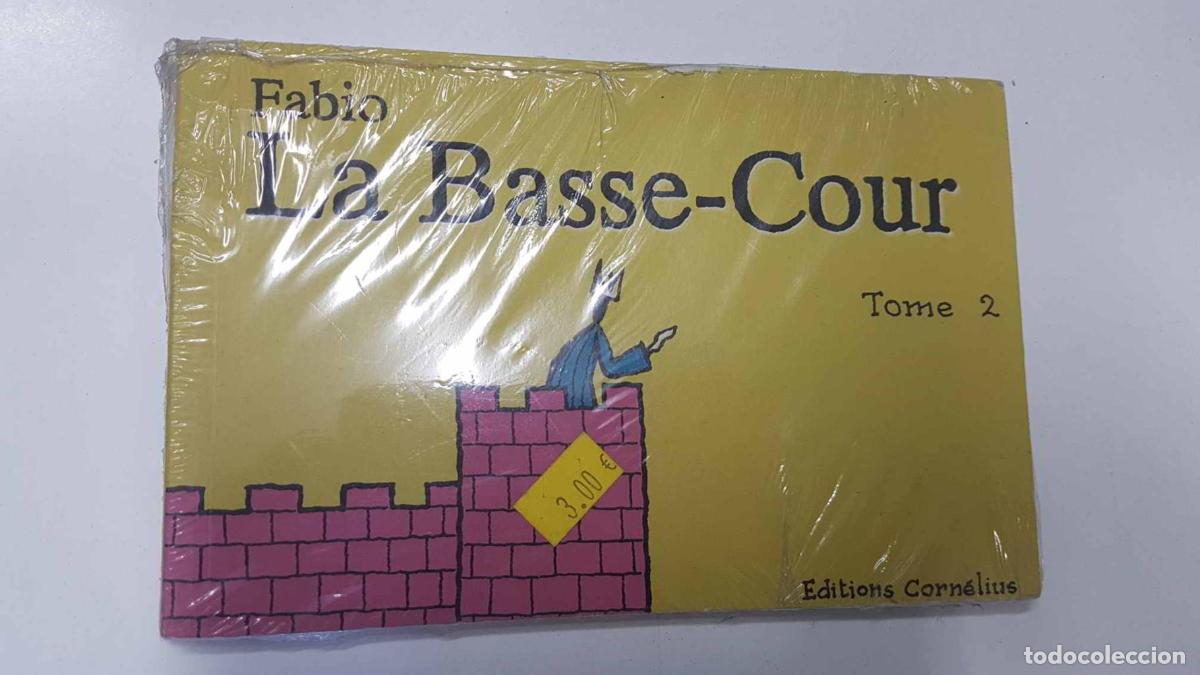 Fabio
La Basse-Cour
Tome 2
3.00 €
Editions Cornélius
todocoleccion